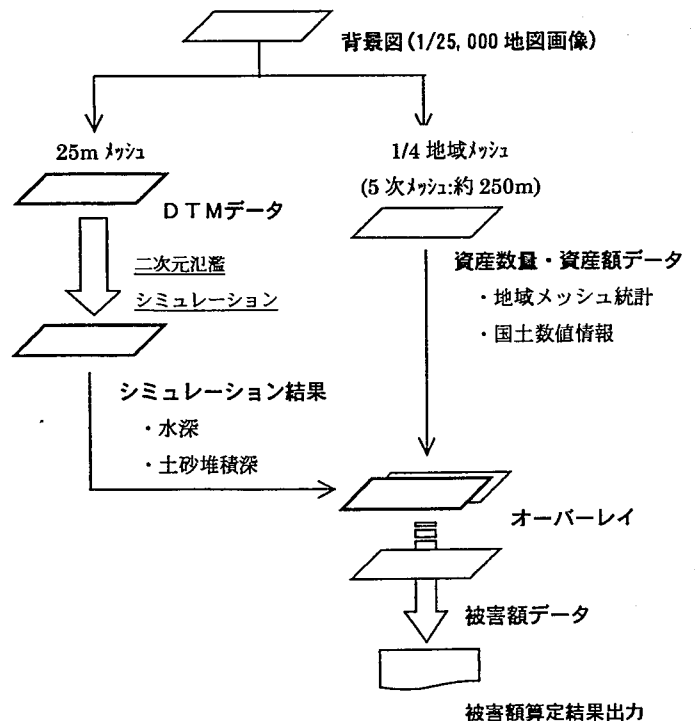 背景図(1/25,000 地図画像)
25m ﾒｯｼｭ
DTMデータ
二次元氾濫
シミュレーション
1/4 地域ﾒｯｼｭ
(5 次ﾒｯｼｭ:約 250m)
資産数量・資産額データ
・地域メッシュ統計
・国土数値情報
シミュレーション結果
・水深
・土砂堆積深
オーバーレイ
被害額データ
被害額算定結果出力